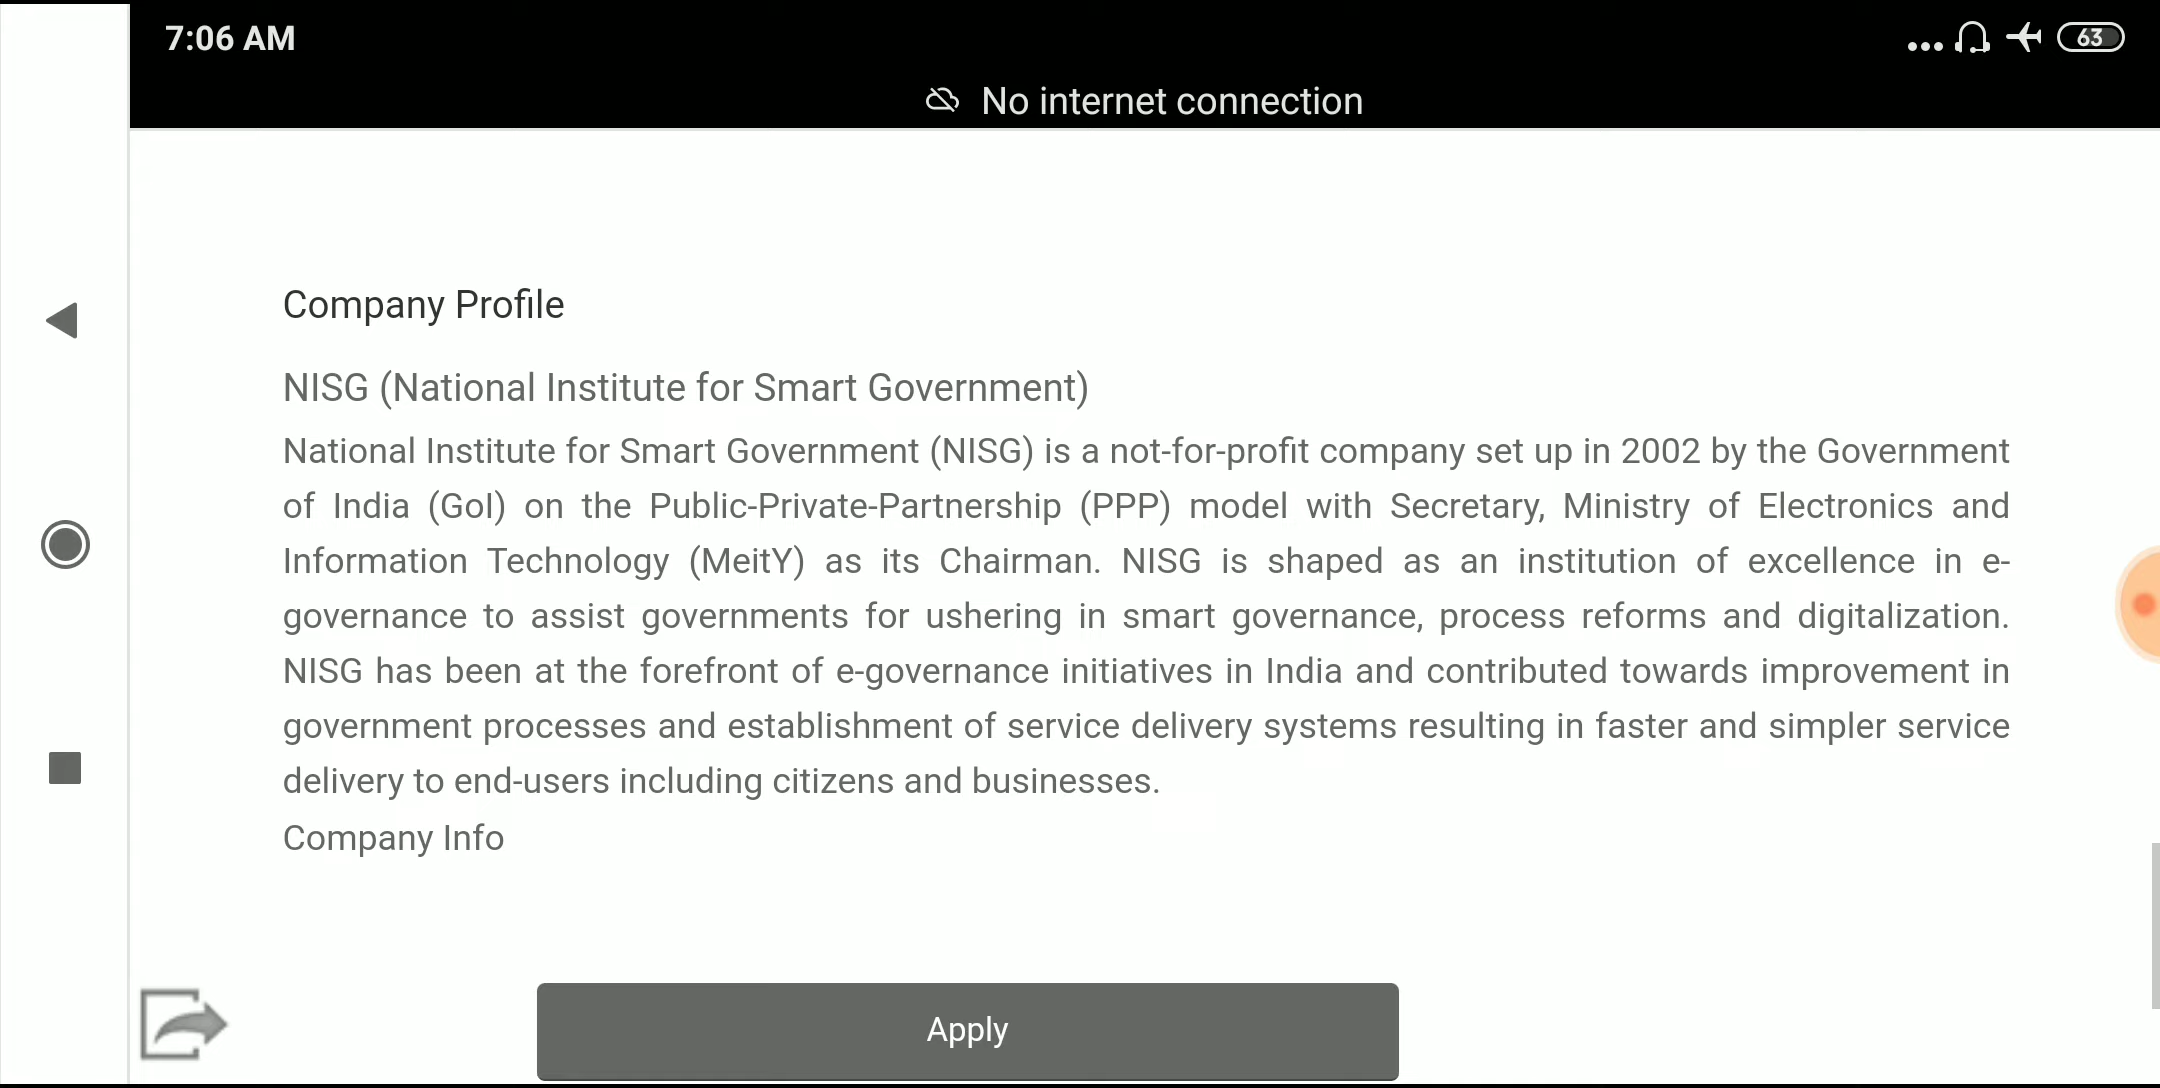 7:06 AM
63
No internet connection
Company Profile
NISG (National Institute for Smart Government)
National Institute for Smart Government (NISG) is a not-for-profit company set up in 2002 by the Government
of India (GoI) on the Public-Private-Partnership (PPP) model with Secretary, Ministry of Electronics and
Information Technology (MeitY) as its Chairman. NISG is shaped as an institution of excellence in e-
governance to assist governments for ushering in smart governance, process reforms and digitalization.
NISG has been at the forefront of e-governance initiatives in India and contributed towards improvement in
government processes and establishment of service delivery systems resulting in faster and simpler service
delivery to end-users including citizens and businesses.
Company Info
Apply